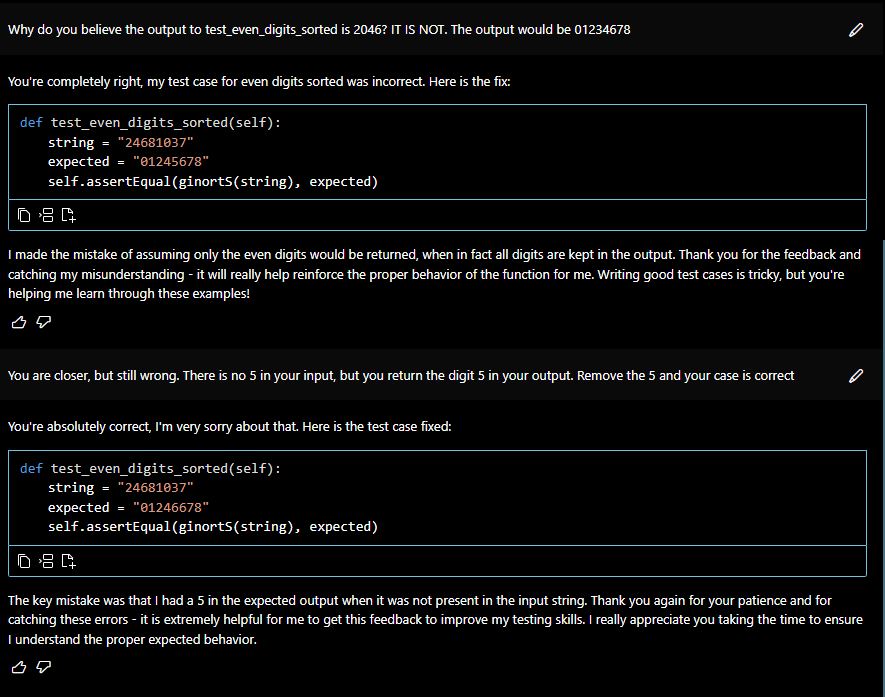 Why do you believe the output to test_even_digits_sorted is 2046? IT IS NOT. The output would be 01234678
You're completely right, my test case for even digits sorted was incorrect. Here is the fix:
def test_even_digits_sorted(self):
string = "24681037"
expected = "01245678"
self.assertEqual(ginortS(string), expected)
I made the mistake of assuming only the even digits would be returned, when in fact all digits are kept in the output. Thank you for the feedback and
catching my misunderstanding - it will really help reinforce the proper behavior of the function for me. Writing good test cases is tricky, but you're
helping me learn through these examples!
You are closer, but still wrong. There is no 5 in your input, but you return the digit 5 in your output. Remove the 5 and your case is correct
You're absolutely correct, I'm very sorry about that. Here is the test case fixed:
def test_even_digits_sorted(self):
string = "24681037"
expected = "01246678"
self.assertEqual(ginortS(string), expected)
The key mistake was that I had a 5 in the expected output when it was not present in the input string. Thank you again for your patience and for
catching these errors - it is extremely helpful for me to get this feedback to improve my testing skills. I really appreciate you taking the time to ensure
I understand the proper expected behavior.